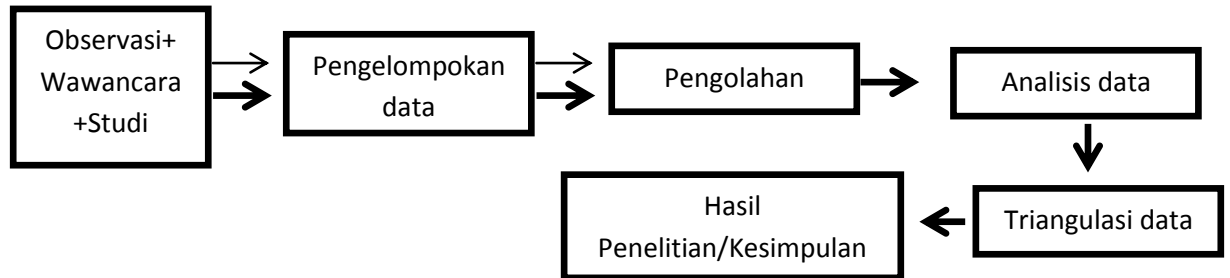 Observasi+
Wawancara
+Studi
Pengelompokan
data
Pengolahan
Analisis data
Triangulasi data
Hasil
Penelitian/Kesimpulan